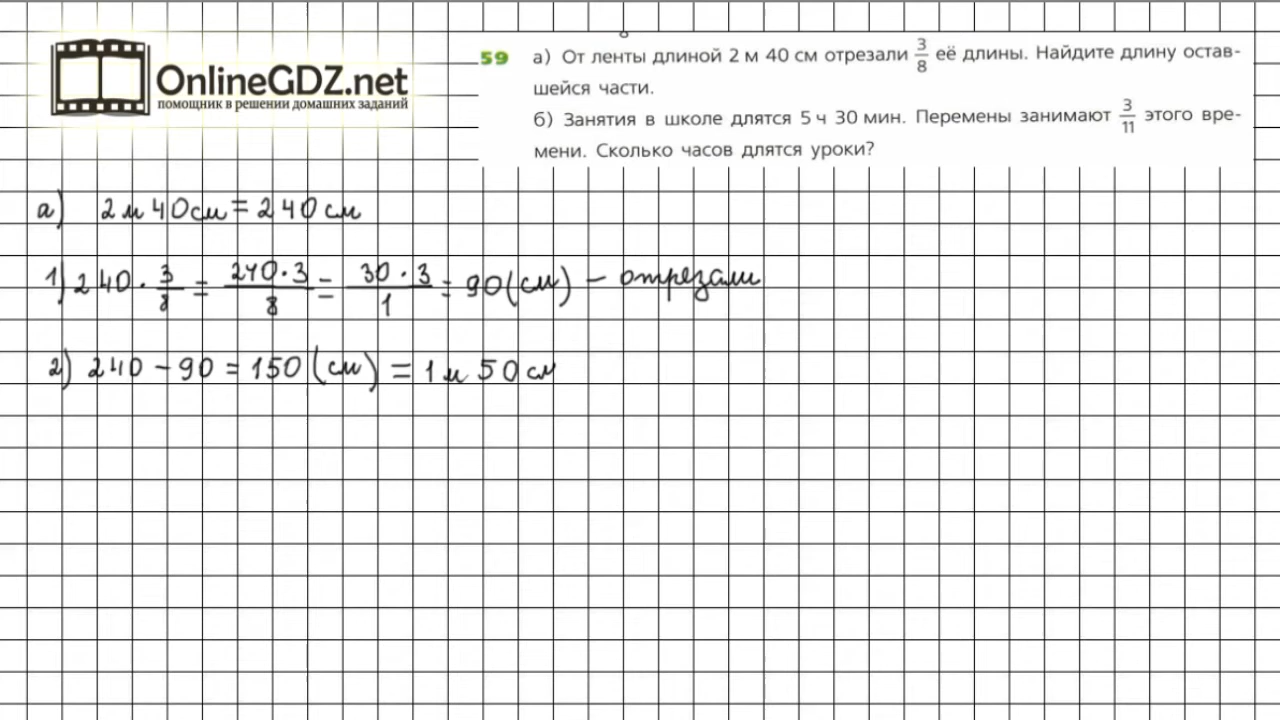 OnlineGDZ.net
помощник в решении домашних заданий
59 а) От ленты длиной 2 м 40 см отрезали 3/8 её длины. Найдите длину остав-
шейся части.
б) Занятия в школе длятся 5 ч 30 мин. Перемены занимают 3/11 этого вре-
мени. Сколько часов длятся уроки?
а) 2 м 40 см = 240 см
1) 240 · 3/8 = 240 · 3/8 = 30 · 3/1 = 90 (см) – отрезали
2) 240 – 90 = 150 (см) = 1 м 50 см